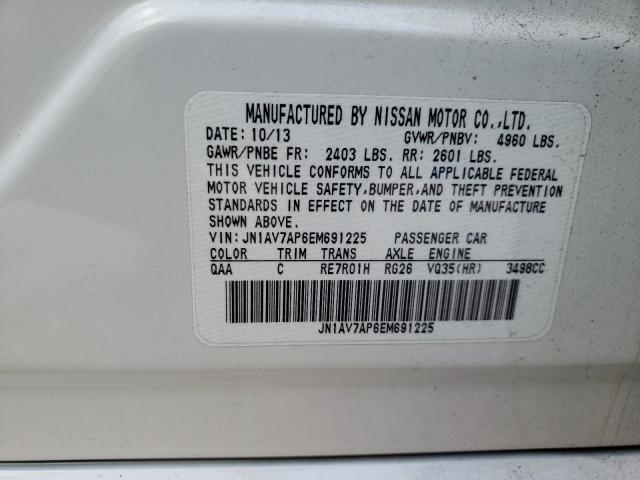 MANUFACTURED BY NISSAN MOTOR CO.,LTD.
DATE: 10/13 GVWR/PNBV: 4960 LBS.
GAWR/PNBE FR: 2403 LBS. RR: 2601 LBS.
THIS VEHICLE CONFORMS TO ALL APPLICABLE FEDERAL
MOTOR VEHICLE SAFETY,BUMPER,AND THEFT PREVENTION
STANDARDS IN EFFECT ON THE DATE OF MANUFACTURE
SHOWN ABOVE.
VIN:JN1AV7AP6EM691225 PASSENGER CAR
COLOR TRIM TRANS AXLE ENGINE
QAA C RE7R01H RG26 VQ35(HR) 3498CC
JN1AV7AP6EM691225